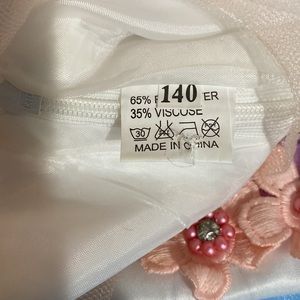 65% P 140 ER
35% VISCOSE
30
MADE IN CHINA